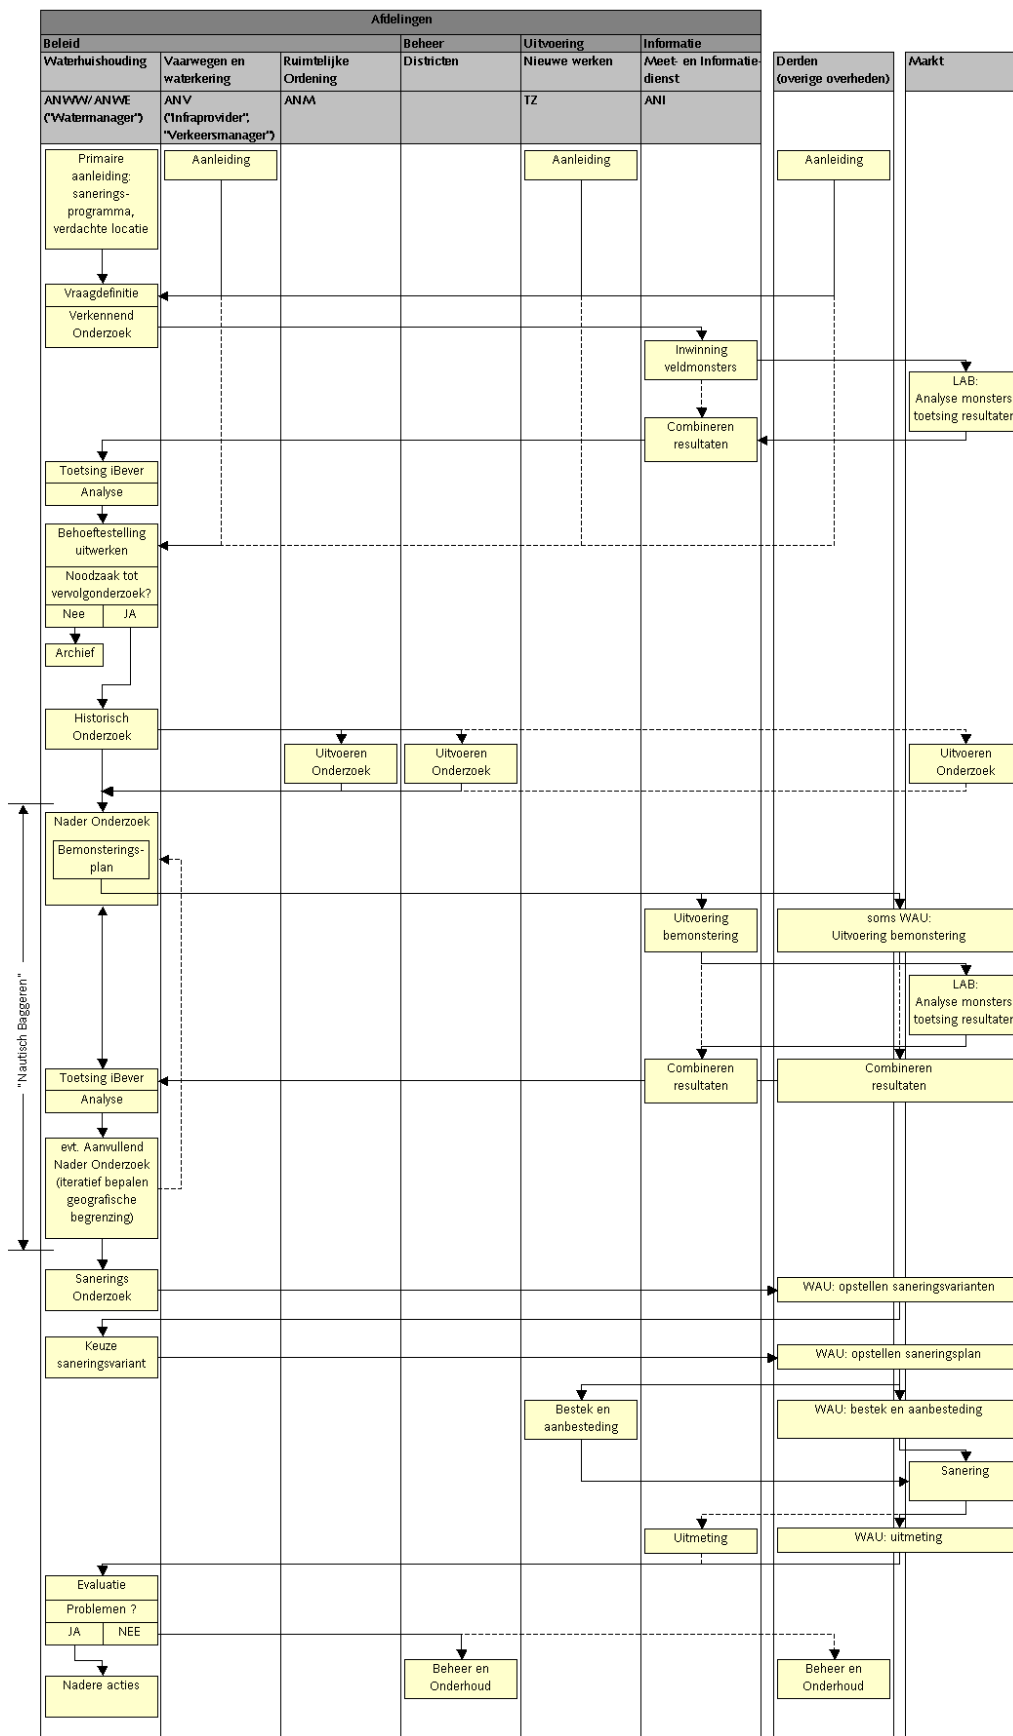 Afdelingen
Beleid
Beheer
Uitvoering
Informatie
Waterhuishouding
Vaarwegen en
waterkering
Ruimtelijke
Ordening
Districten
Nieuwe werken
Meet- en Informatie-
dienst
Derden
(overige overheden)
Markt
ANWW/ ANWE
("Watermanager")
ANV
("Infraprovider",
"Verkeersmanager")
ANM
TZ
ANI
Primaire
aanleiding:
sanerings-
programma,
verdachte locatie
Aanleiding
Aanleiding
Aanleiding
Vraagdefinitie
Verkennend
Onderzoek
Inwinning
veldmonsters
LAB:
Analyse monsters
toetsing resultaten
Combineren
resultaten
Toetsing iBever
Analyse
Behoeftestelling
uitwerken
Noodzaak tot
vervolgonderzoek?
Nee
JA
Archief
Historisch
Onderzoek
Uitvoeren
Onderzoek
Uitvoeren
Onderzoek
Uitvoeren
Onderzoek
"Nautisch Baggeren"
Nader Onderzoek
Bemonsterings-
plan
Uitvoering
bemonstering
soms WAU:
Uitvoering bemonstering
LAB:
Analyse monsters
toetsing resultaten
Toetsing iBever
Analyse
Combineren
resultaten
Combineren
resultaten
evt. Aanvullend
Nader Onderzoek
(iteratief bepalen
geografische
begrenzing)
Sanerings
Onderzoek
WAU: opstellen saneringsvarianten
Keuze
saneringsvariant
WAU: opstellen saneringsplan
Bestek en
aanbesteding
WAU: bestek en aanbesteding
Sanering
Uitmeting
WAU: uitmeting
Evaluatie
Problemen ?
JA
NEE
Nadere acties
Beheer en
Onderhoud
Beheer en
Onderhoud